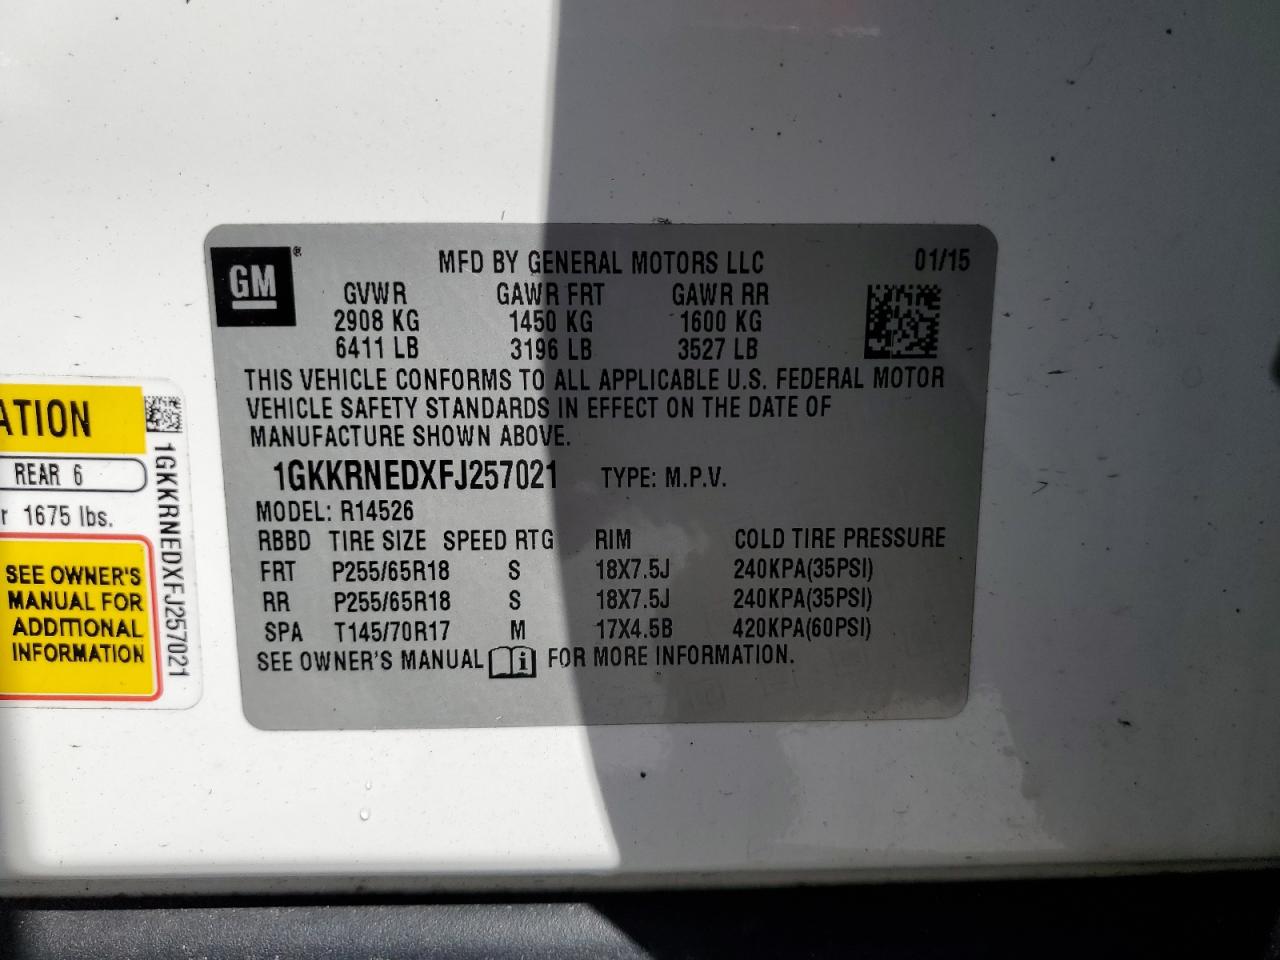 GM ®
MFD BY GENERAL MOTORS LLC 01/15
GVWR GAWR FRT GAWR RR
2908 KG 1450 KG 1600 KG
6411 LB 3196 LB 3527 LB
THIS VEHICLE CONFORMS TO ALL APPLICABLE U.S. FEDERAL MOTOR
VEHICLE SAFETY STANDARDS IN EFFECT ON THE DATE OF
MANUFACTURE SHOWN ABOVE.
1GKKRNEDXFJ257021 TYPE: M.P.V.
MODEL: R14526
RBBD TIRE SIZE SPEED RTG RIM COLD TIRE PRESSURE
FRT P255/65R18 S 18X7.5J 240KPA(35PSI)
RR P255/65R18 S 18X7.5J 240KPA(35PSI)
SPA T145/70R17 M 17X4.5B 420KPA(60PSI)
SEE OWNER'S MANUAL i FOR MORE INFORMATION.
ATION
REAR 6
r 1675 lbs.
SEE OWNER'S
MANUAL FOR
ADDITIONAL
INFORMATION
1GKKRNEDXFJ257021